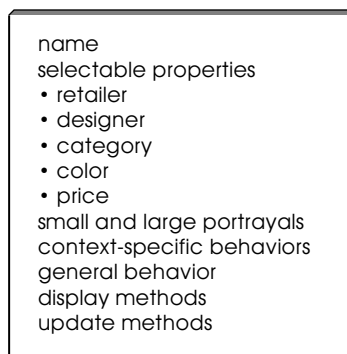 name
selectable properties
• retailer
• designer
• category
• color
• price
small and large portrayals
context-specific behaviors
general behavior
display methods
update methods